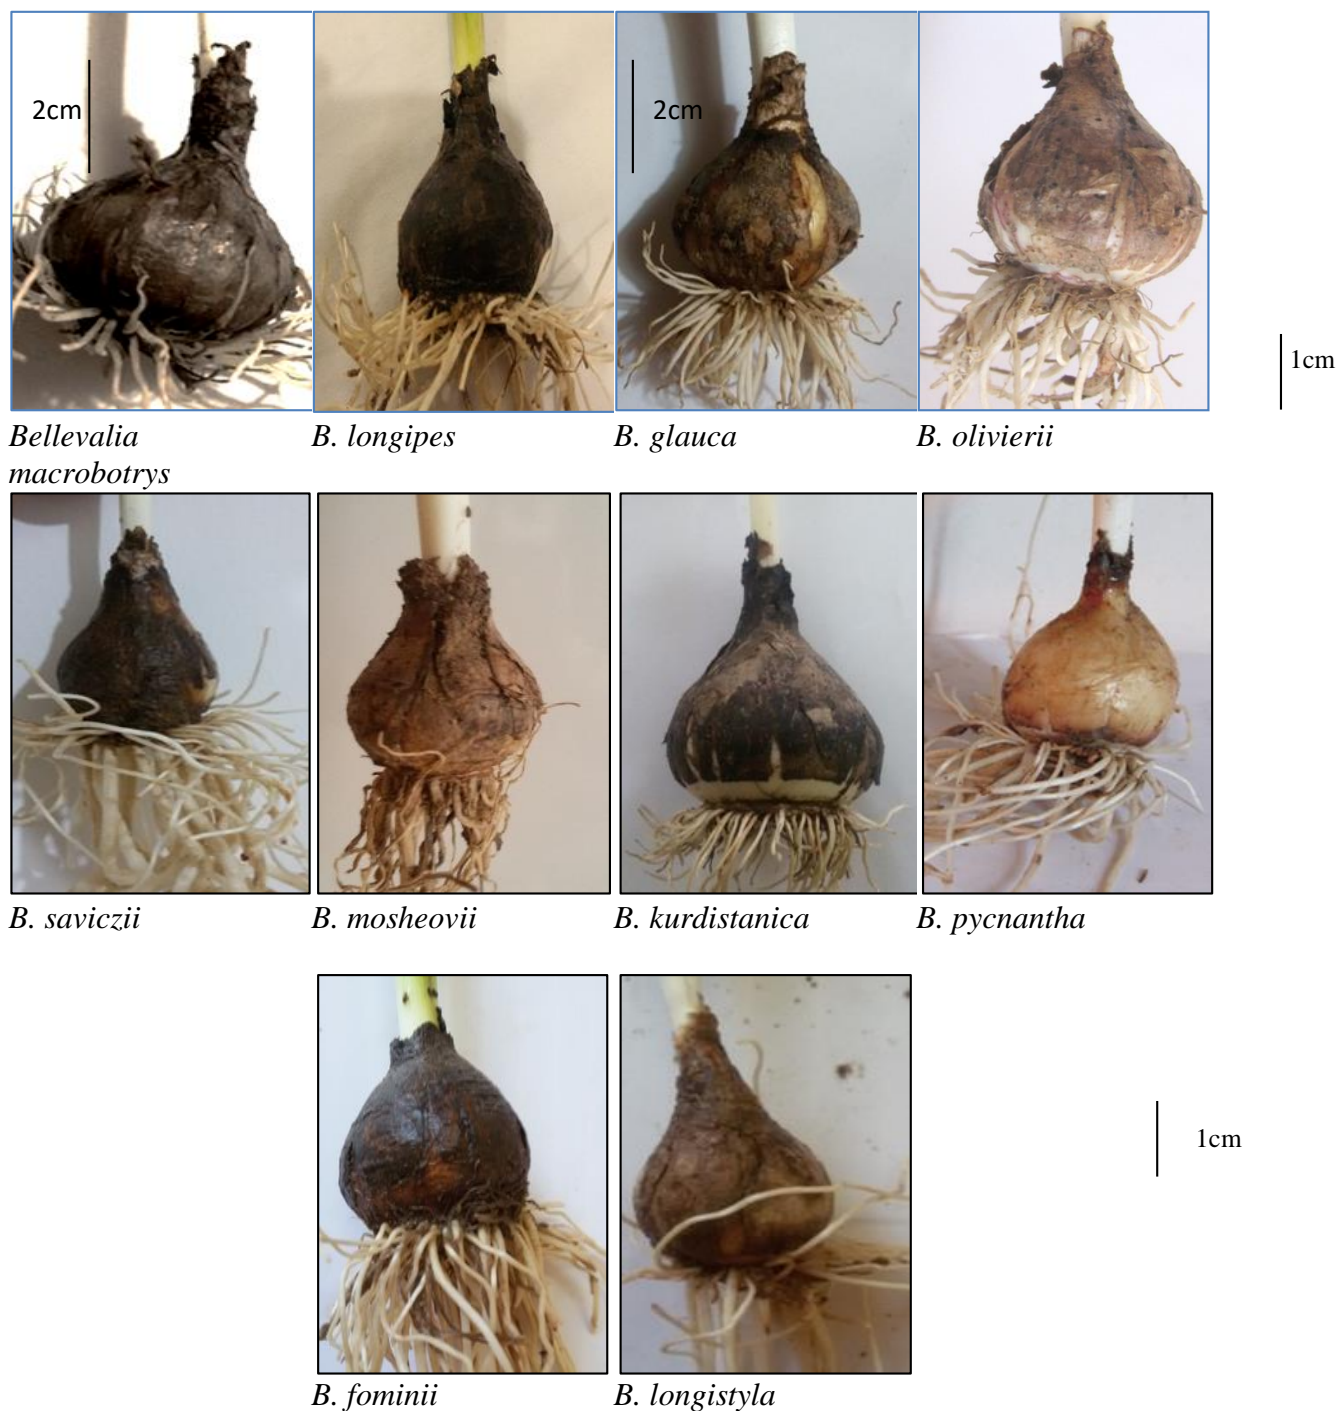 2cm
2cm
1cm
Bellevalia
macrobotrys
B. longipes
B. glauca
B. olivierii
B. saviczii
B. mosheovii
B. kurdistanica
B. pycnantha
1cm
B. fominii
B. longistyla